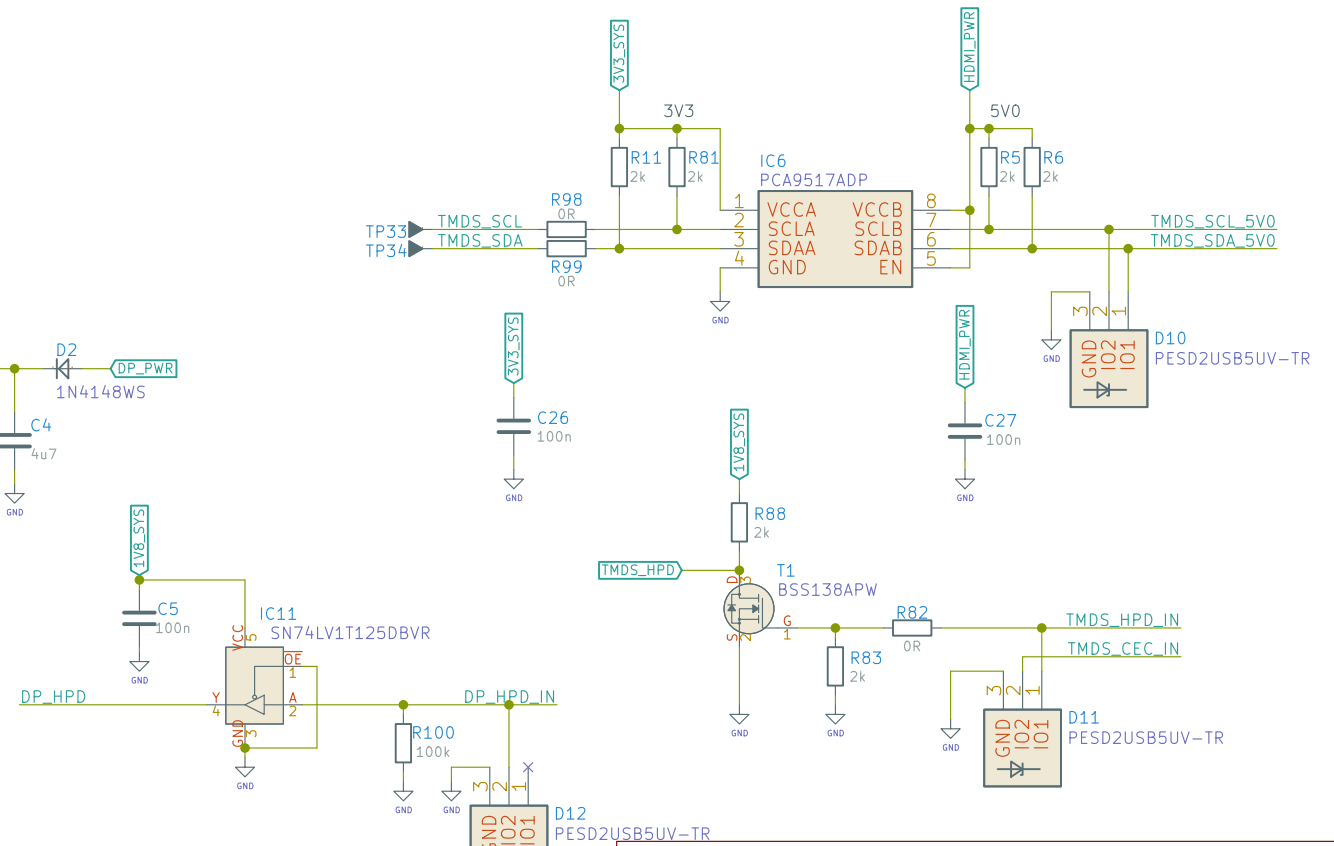 3V3_SYS
HDMI_PWR
3V3
5V0
R11
2k
R81
2k
IC6
PCA9517ADP
R5
2k
R6
2k
R98
0R
TP33
TMDS_SCL
TP34
TMDS_SDA
R99
0R
1
2
3
4
VCCA
SCLA
SDAA
GND
VCCB
SCLB
SDAB
EN
8
7
6
5
TMDS_SCL_5V0
TMDS_SDA_5V0
GND
GND
3
2
1
GND
IO2
IO1
D10
PESD2USB5UV-TR
D2
1N4148WS
DP_PWR
C4
4u7
GND
3V3_SYS
C26
100n
GND
HDMI_PWR
C27
100n
GND
1V8_SYS
R88
2k
TMDS_HPD
T1
BSS138APW
D
3
S
2
G
1
R82
0R
R83
2k
GND
GND
TMDS_HPD_IN
TMDS_CEC_IN
GND
3
2
1
GND
IO2
IO1
D11
PESD2USB5UV-TR
1V8_SYS
C5
100n
GND
IC11
SN74LV1T125DBVR
VCC
5
OE
1
A
2
Y
4
GND
3
GND
DP_HPD
DP_HPD_IN
R100
100k
GND
GND
3
2
1
GND
IO2
IO1
D12
PESD2USB5UV-TR